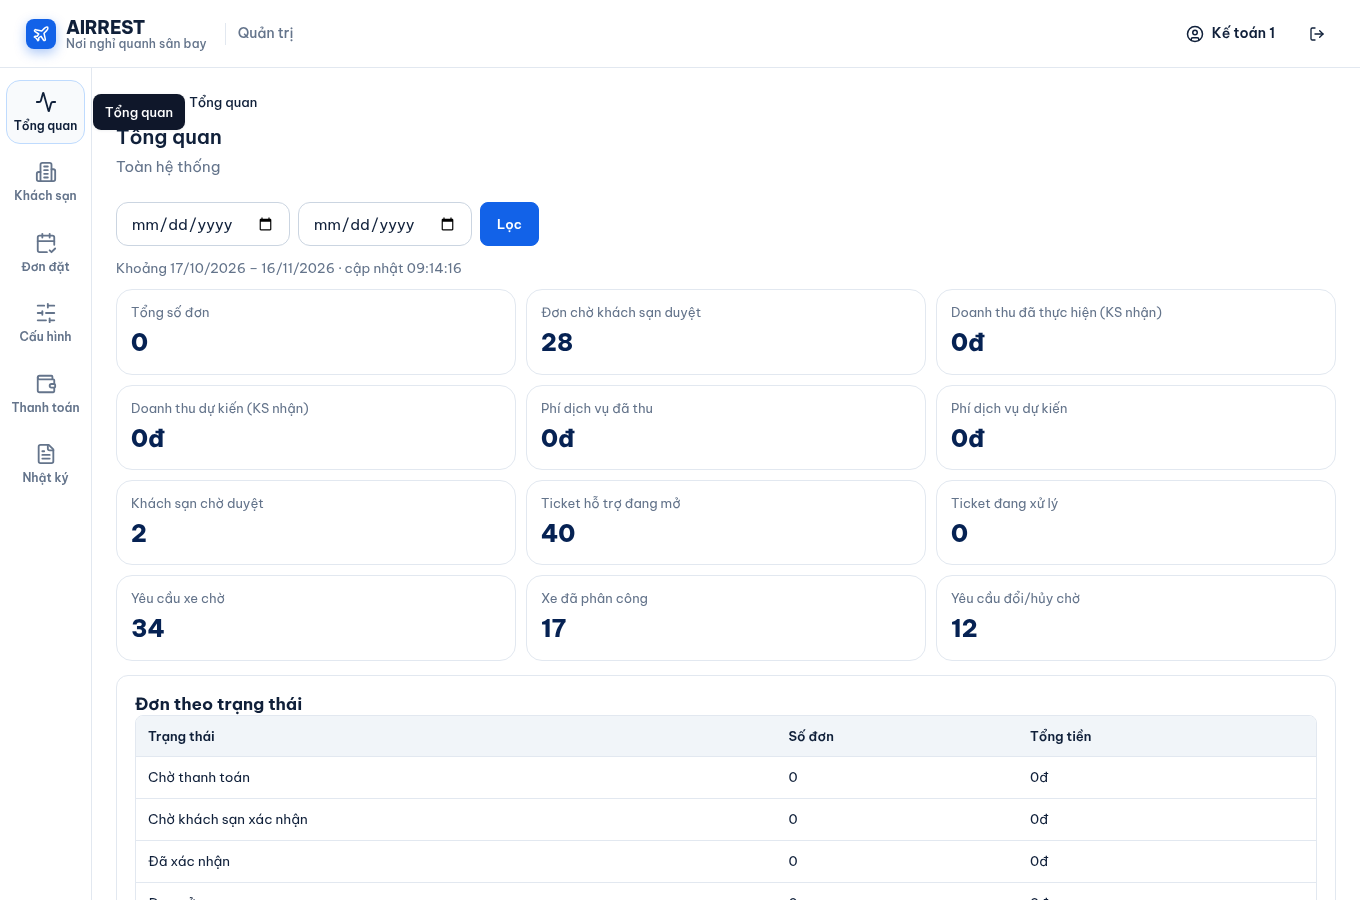 AIRREST
Nơi nghỉ quanh sân bay
Quản trị
Kế toán 1
Tổng quan
Khách sạn
Đơn đặt
Cấu hình
Thanh toán
Nhật ký
Tổng quan
Tổng quan
Tổng quan
Toàn hệ thống
mm/dd/yyyy
mm/dd/yyyy
Lọc
Khoảng 17/10/2026 – 16/11/2026 · cập nhật 09:14:16
Tổng số đơn
0
Đơn chờ khách sạn duyệt
28
Doanh thu đã thực hiện (KS nhận)
0đ
Doanh thu dự kiến (KS nhận)
0đ
Phí dịch vụ đã thu
0đ
Phí dịch vụ dự kiến
0đ
Khách sạn chờ duyệt
2
Ticket hỗ trợ đang mở
40
Ticket đang xử lý
0
Yêu cầu xe chờ
34
Xe đã phân công
17
Yêu cầu đổi/hủy chờ
12
Đơn theo trạng thái
Trạng thái Số đơn Tổng tiền
Chờ thanh toán 0 0đ
Chờ khách sạn xác nhận 0 0đ
Đã xác nhận 0 0đ